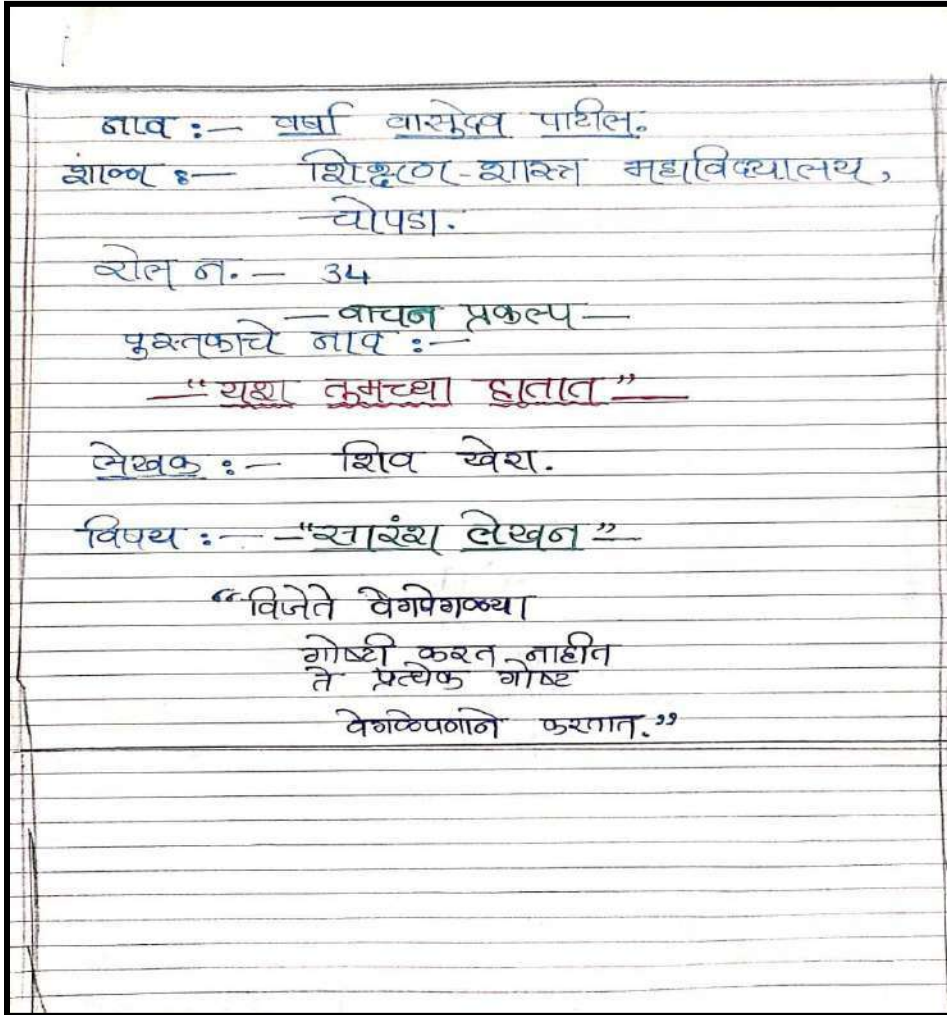 नाव :- वर्षा वासुदेव पाटील.
शिक्षण-शास्त्र महाविद्यालय,
चोपडा.
रोल नं. - 34
- वाचन प्रकल्प -
पुस्तकाचे नाव :-
- "यश तुमच्या हातात" -
लेखक :- शिव खेरा.
विषय :- - "सारंश लेखन" -
"विजेते वेगवेगळ्या
गोष्टी करत नाहीत
ते प्रत्येक गोष्ट
वेगळेपणाने करतात."